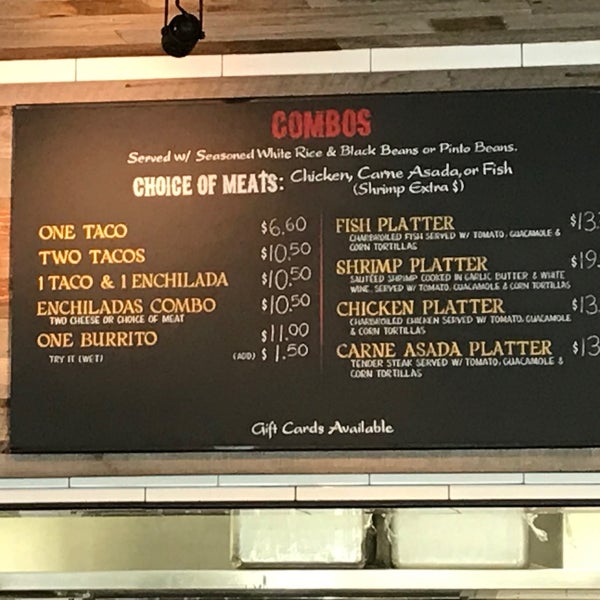 COMBOS
Served w/ Seasoned White Rice & Black Beans or Pinto Beans.
CHOICE OF MEATS: Chicken, Carne Asada, or Fish
(Shrimp Extra $)
ONE TACO $6.60
TWO TACOS $10.50
1 TACO & 1 ENCHILADA $10.50
ENCHILADAS COMBO $10.50
TWO CHEESE OR CHOICE OF MEAT
ONE BURRITO $11.00
TRY IT (WET) (ADD) $1.50
FISH PLATTER $13.
CHARBROILED FISH SERVED W/ TOMATO, GUACAMOLE &
CORN TORTILLAS
SHRIMP PLATTER $19.
SAUTÉED SHRIMP COOKED IN GARLIC BUTTER & WHITE
WINE. SERVED W/ TOMATO, GUACAMOLE & CORN TORTILLAS
CHICKEN PLATTER $13.
CHARBROILED CHICKEN SERVED W/ TOMATO, GUACAMOLE
& CORN TORTILLAS
CARNE ASADA PLATTER $13
TENDER STEAK SERVED W/ TOMATO, GUACAMOLE &
CORN TORTILLAS
Gift Cards Available